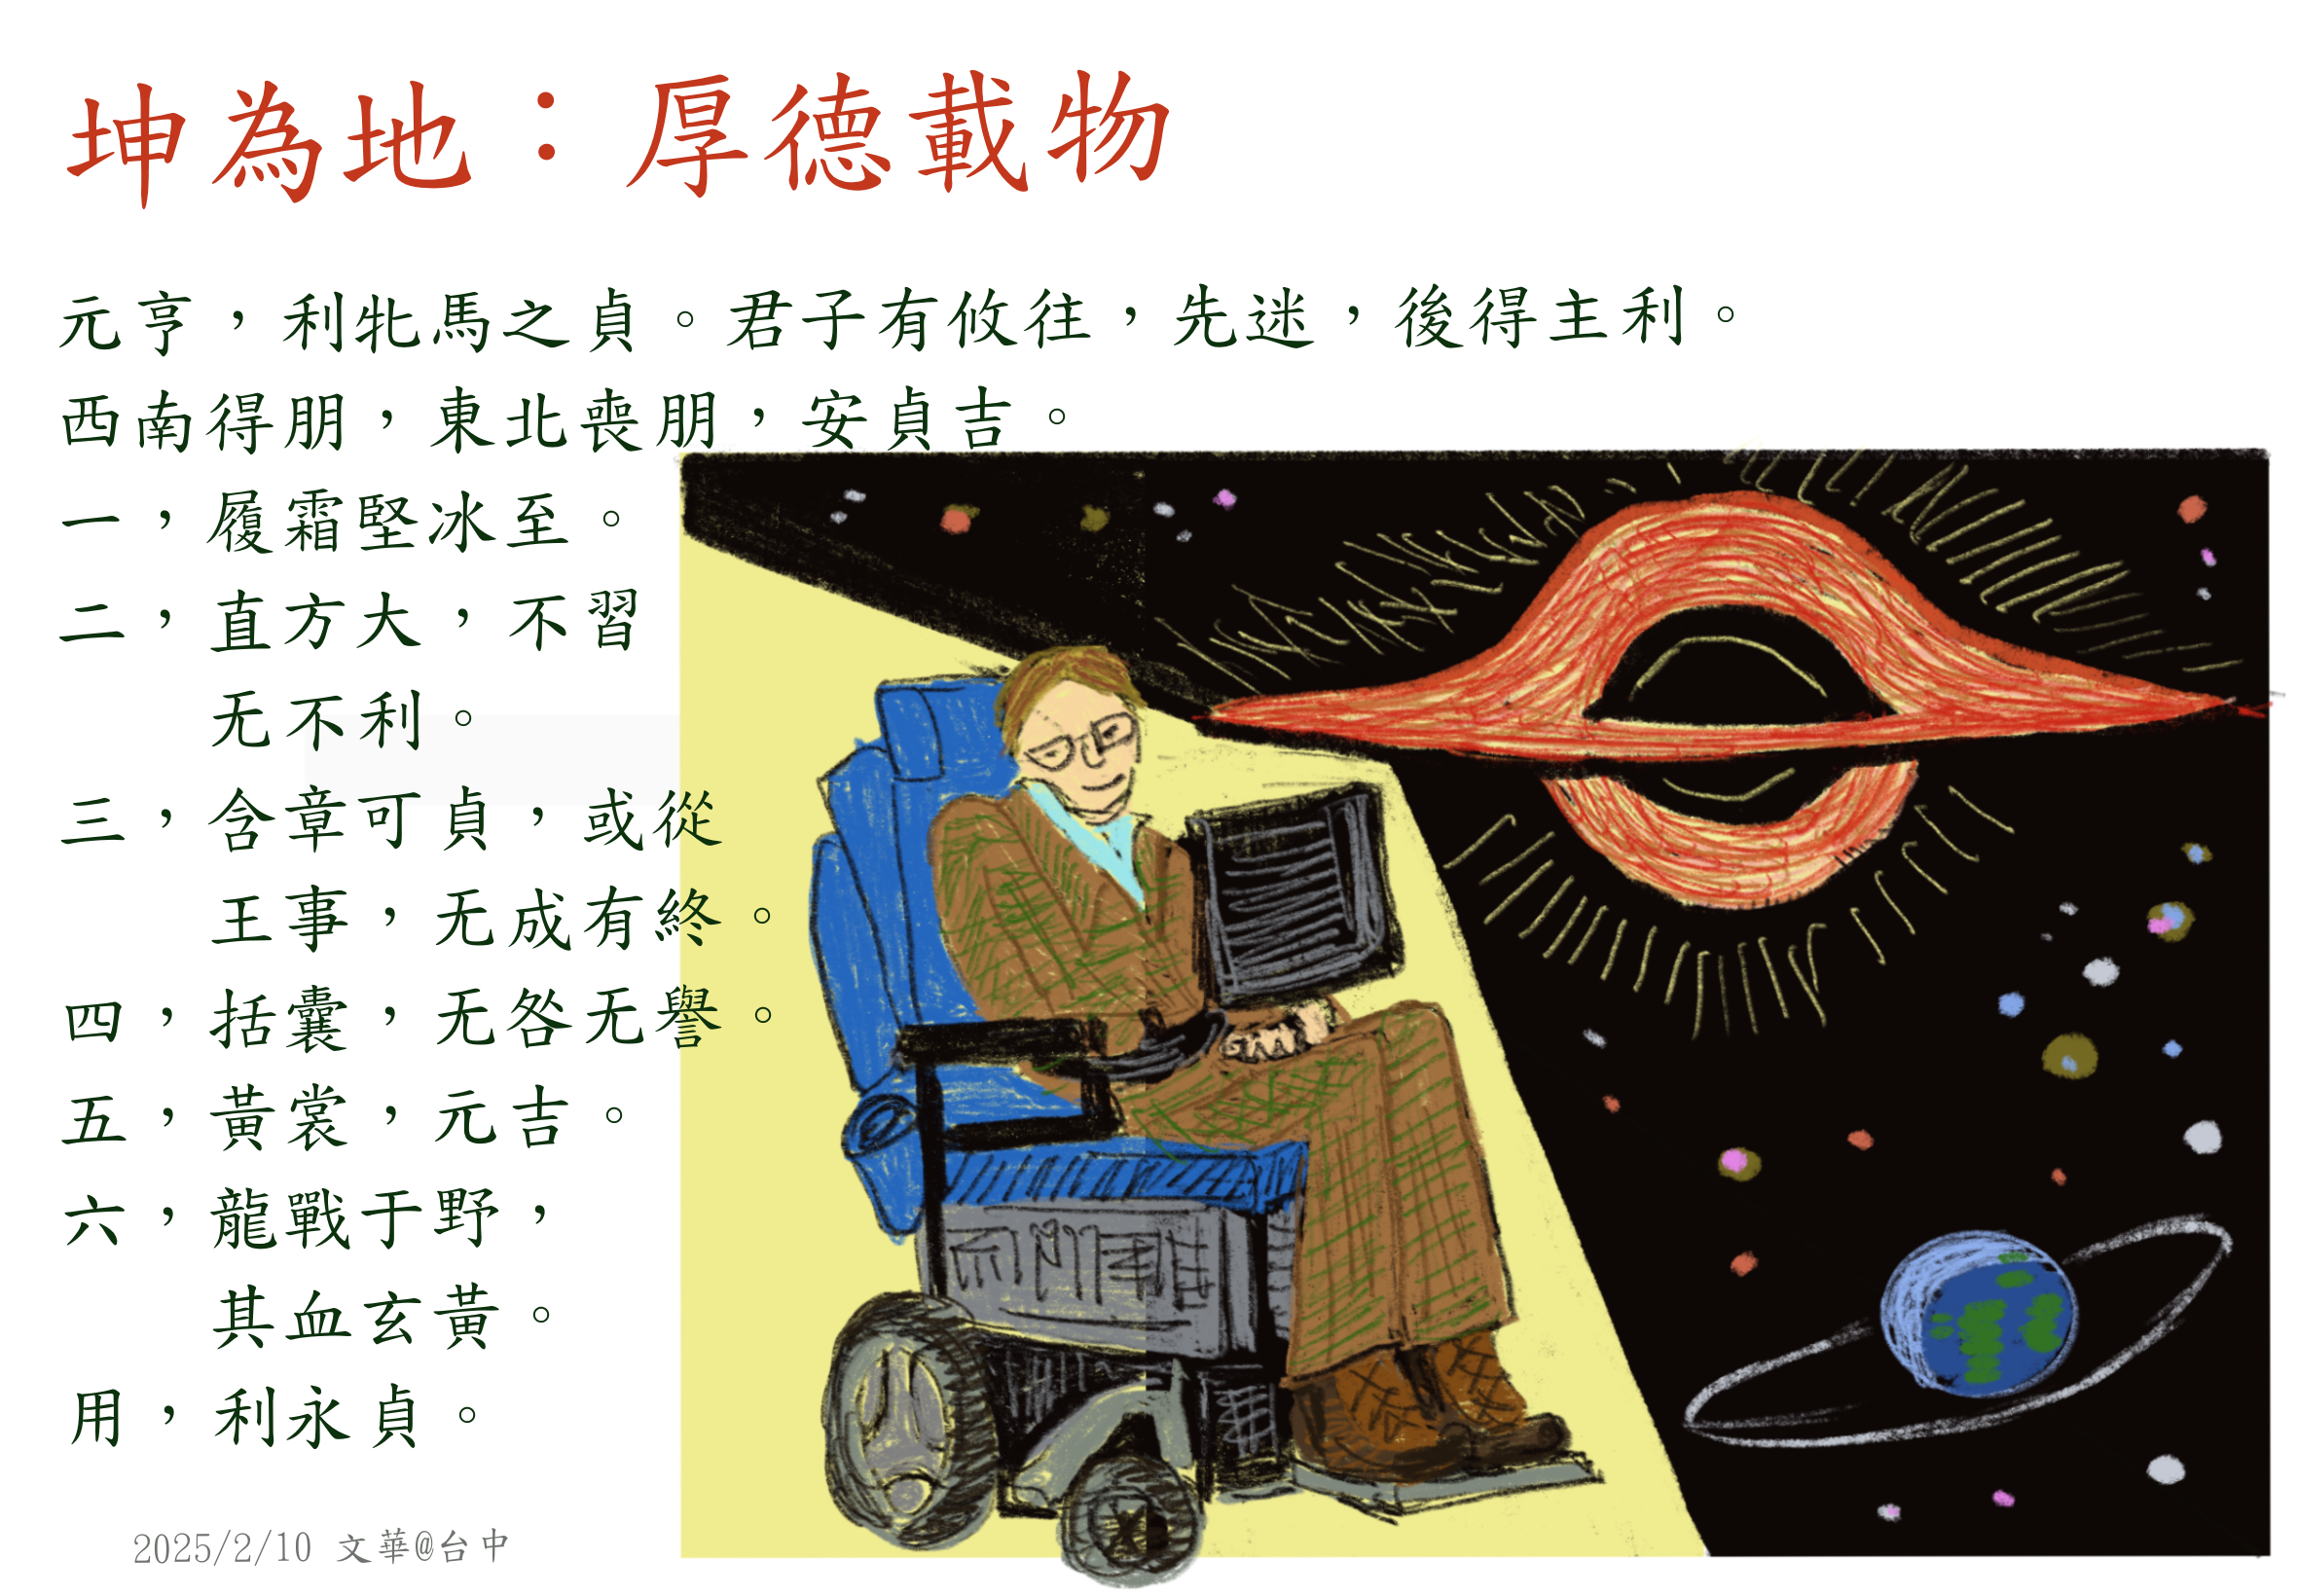 坤為地：厚德載物
元亨，利牝馬之貞。君子有攸往，先迷，後得主利。
西南得朋，東北喪朋，安貞吉。
一，履霜堅冰至。
二，直方大，不習
无不利。
三，含章可貞，或從
王事，无成有終。
四，括囊，无咎无譽。
五，黃裳，元吉。
六，龍戰于野，
其血玄黃。
用，利永貞。
2025/2/10 文華@台中